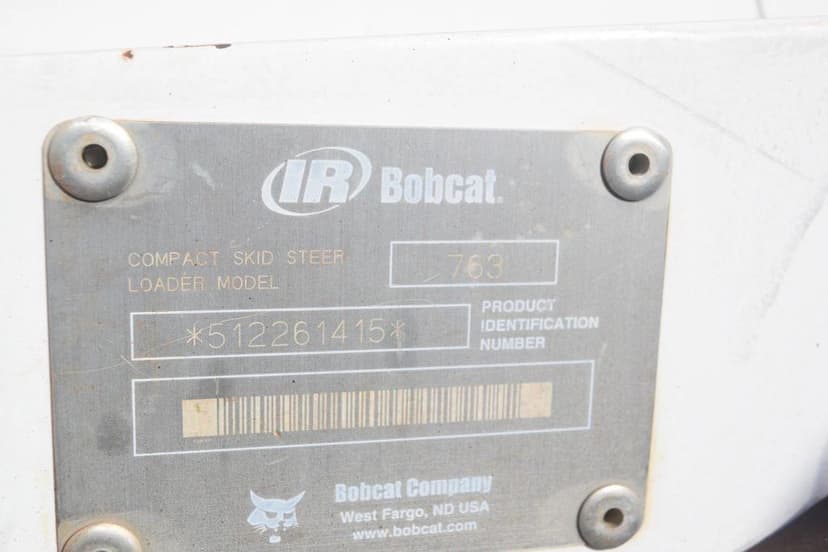 IR Bobcat.
COMPACT SKID STEER
LOADER MODEL
763
*512261415*
PRODUCT
IDENTIFICATION
NUMBER
Bobcat Company
West Fargo, ND USA
www.bobcat.com